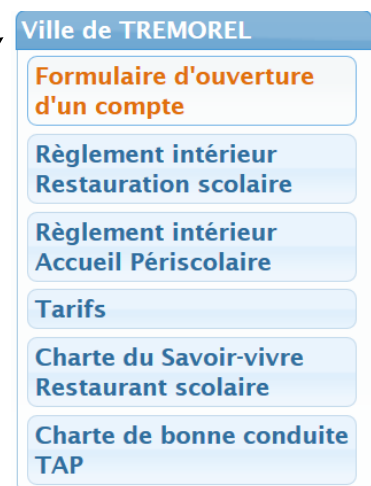 Ville de TREMOREL
Formulaire d'ouverture
d'un compte
Règlement intérieur
Restauration scolaire
Règlement intérieur
Accueil Périscolaire
Tarifs
Charte du Savoir-vivre
Restaurant scolaire
Charte de bonne conduite
TAP